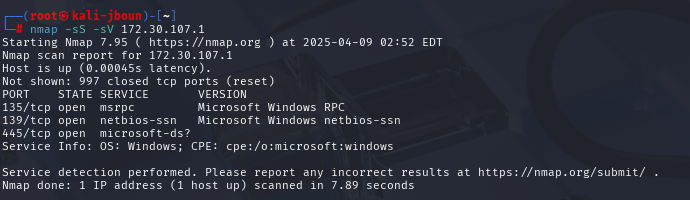 ┌──(root㉿kali-jboun)-[~]
└─# nmap -sS -sV 172.30.107.1
Starting Nmap 7.95 ( https://nmap.org ) at 2025-04-09 02:52 EDT
Nmap scan report for 172.30.107.1
Host is up (0.00045s latency).
Not shown: 997 closed tcp ports (reset)
PORT    STATE SERVICE       VERSION
135/tcp open  msrpc         Microsoft Windows RPC
139/tcp open  netbios-ssn   Microsoft Windows netbios-ssn
445/tcp open  microsoft-ds?
Service Info: OS: Windows; CPE: cpe:/o:microsoft:windows

Service detection performed. Please report any incorrect results at https://nmap.org/submit/ .
Nmap done: 1 IP address (1 host up) scanned in 7.89 seconds